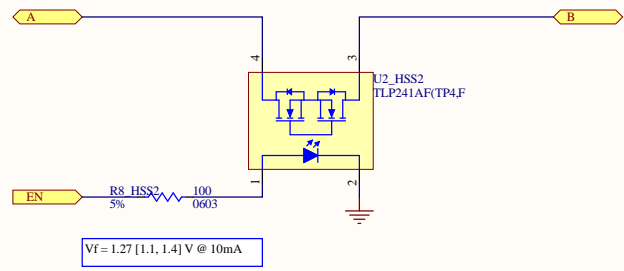 A
B
4
3
U2_HSS2
TLP241AF(TP4,F
1
2
EN
R8_HSS2
100
5%
0603
Vf = 1.27 [1.1, 1.4] V @ 10mA